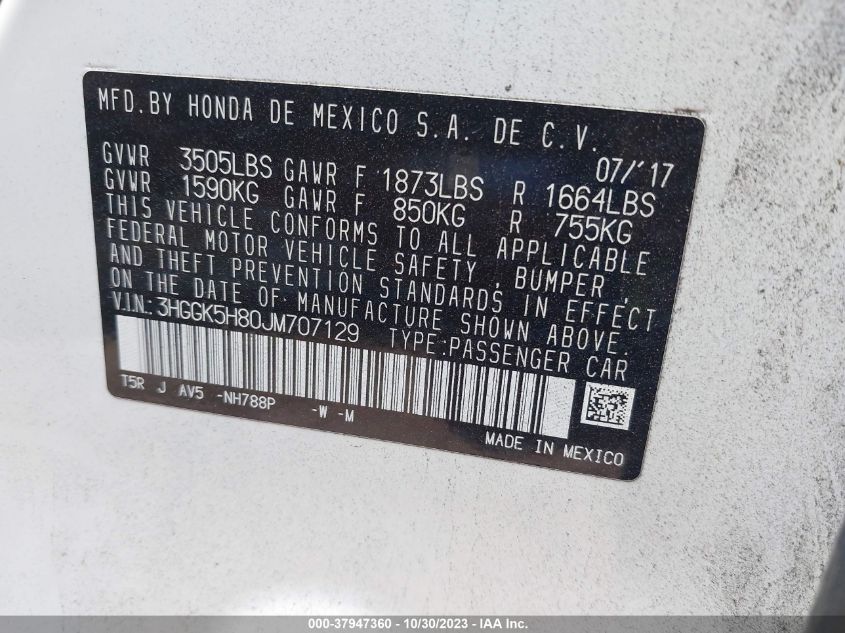 MFD.BY HONDA DE MEXICO S.A. DE C.V.
07/'17
GVWR 3505LBS GAWR F 1873LBS R 1664LBS
GVWR 1590KG GAWR F 850KG R 755KG
THIS VEHICLE CONFORMS TO ALL APPLICABLE
FEDERAL MOTOR VEHICLE SAFETY, BUMPER,
AND THEFT PREVENTION STANDARDS IN EFFECT
ON THE DATE OF MANUFACTURE SHOWN ABOVE.
VIN:3HGGK5H80JM707129 TYPE:PASSENGER CAR
T5R J AV5 -NH788P -W -M
MADE IN MEXICO
000-37947360 - 10/30/2023 - IAA Inc.